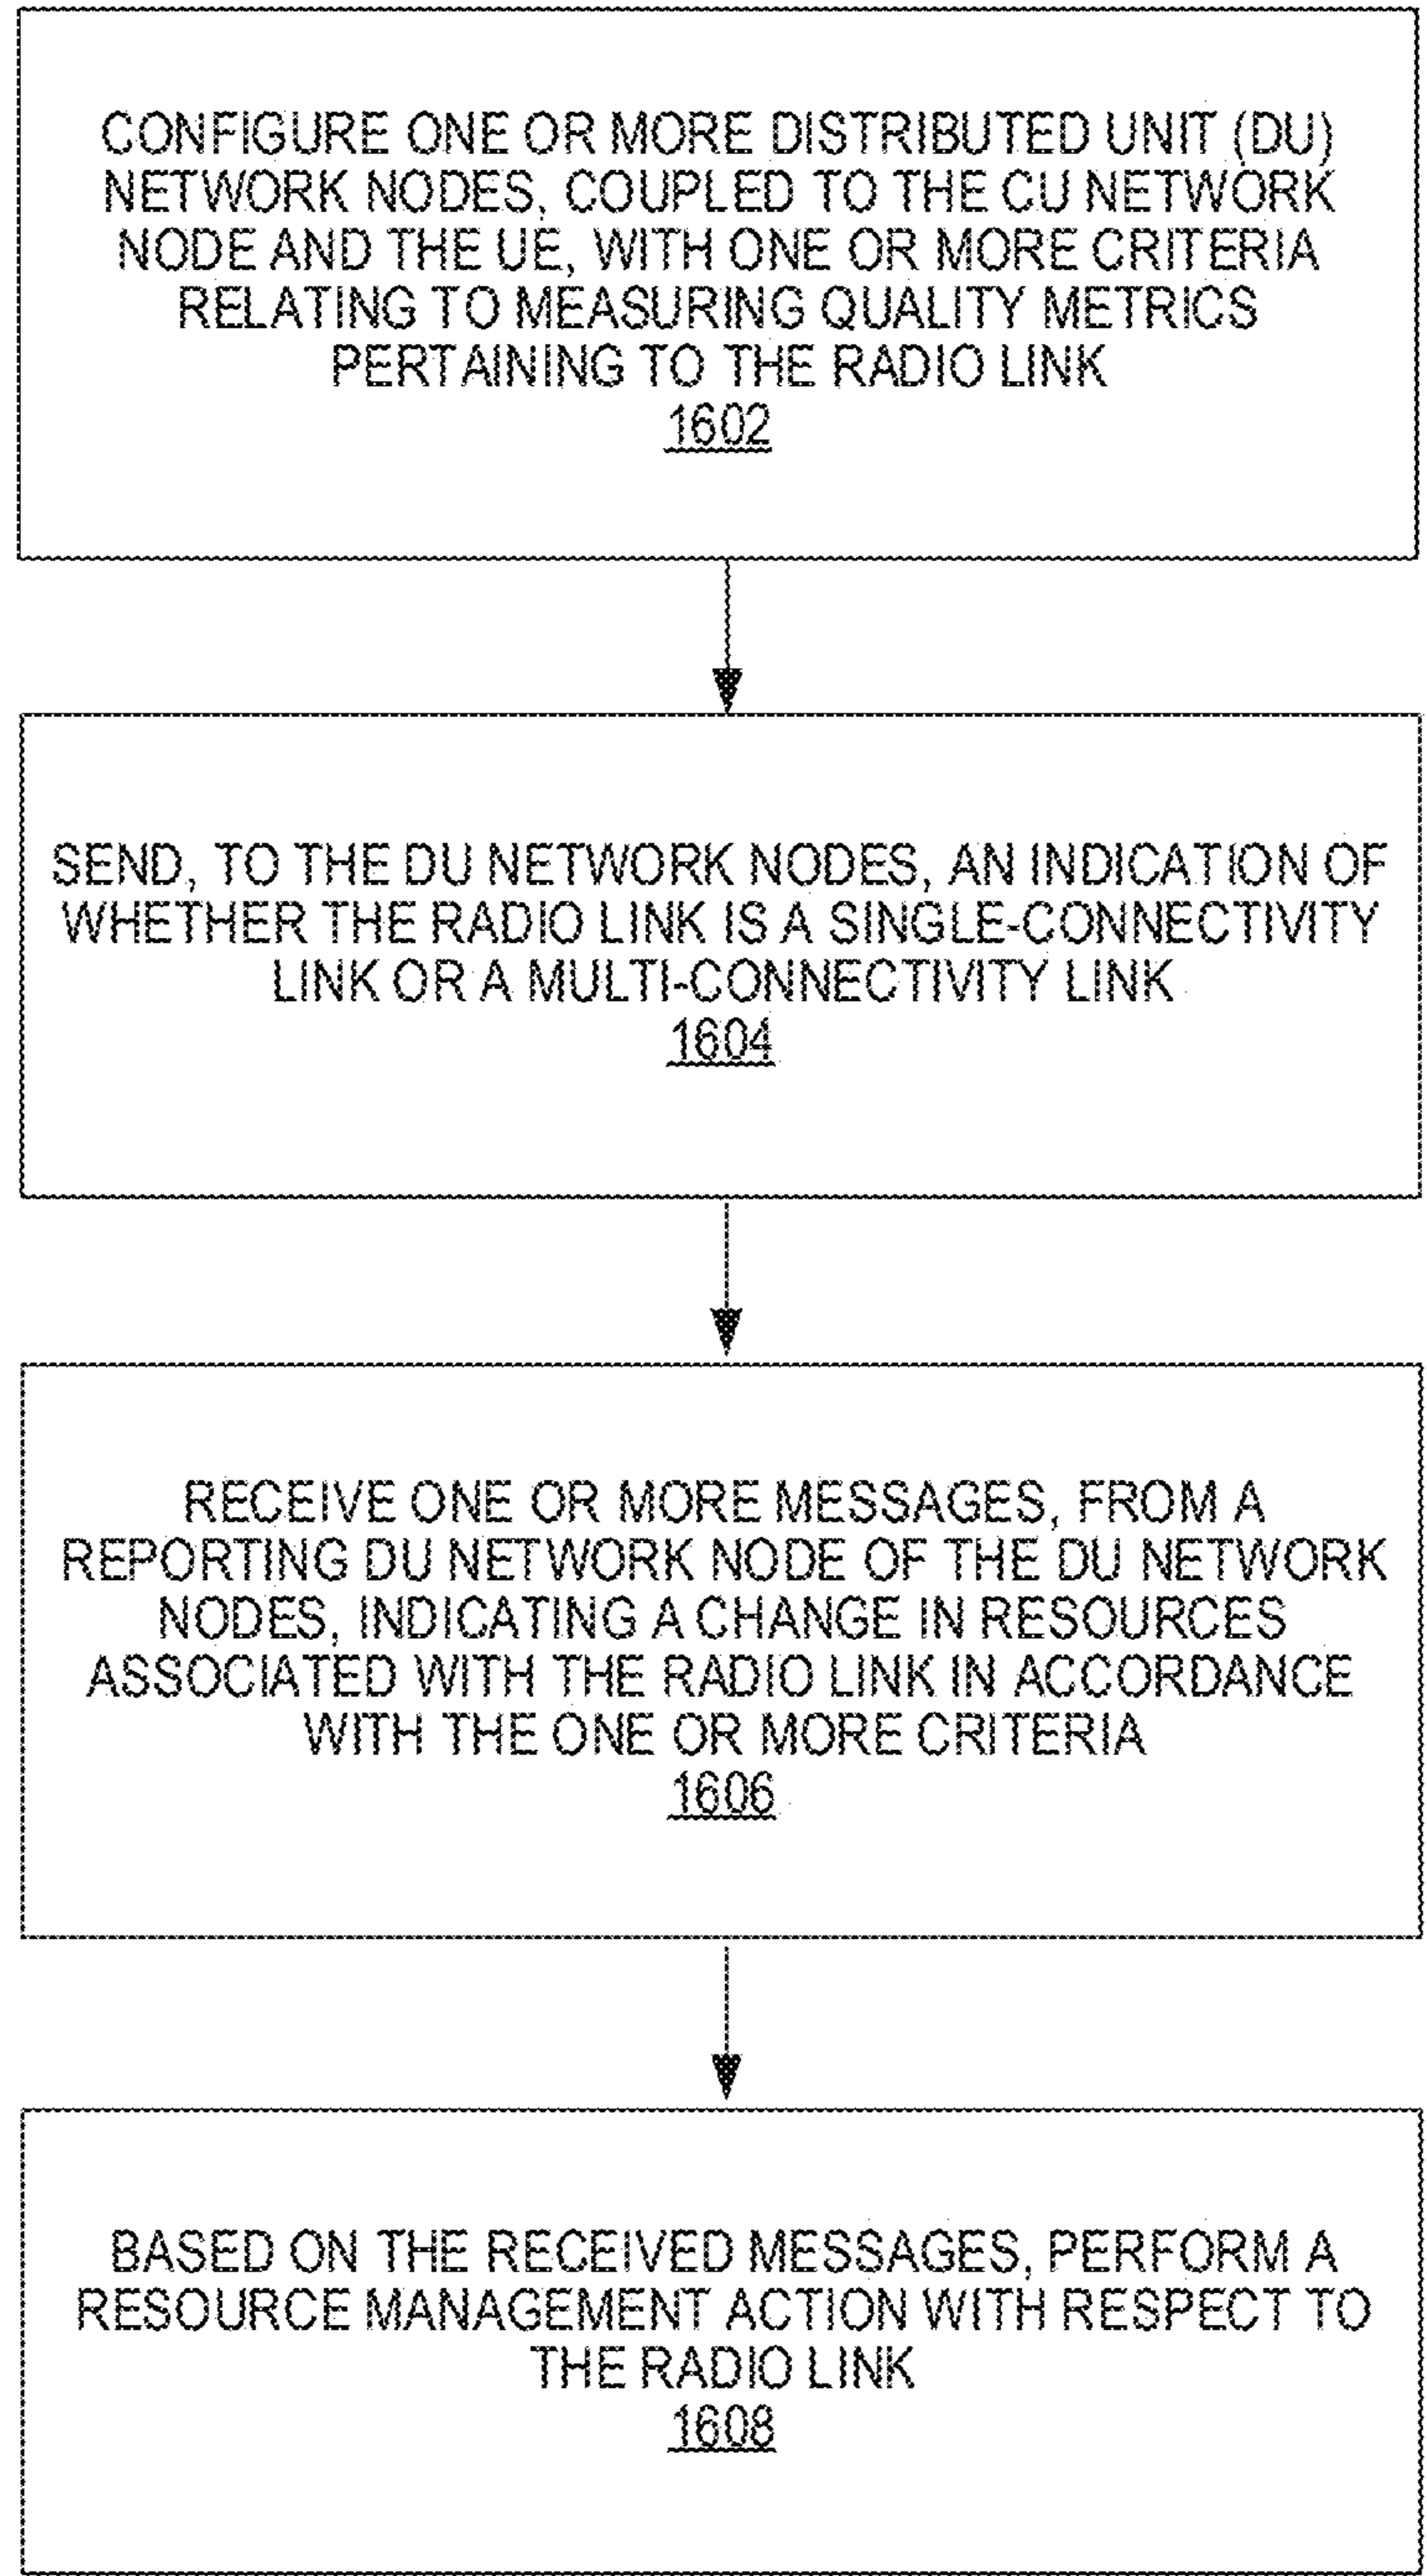 CONFIGURE ONE OR MORE DISTRIBUTED UNIT (DU)
NETWORK NODES, COUPLED TO THE CU NETWORK
NODE AND THE UE, WITH ONE OR MORE CRITERIA
RELATING TO MEASURING QUALITY METRICS
PERTAINING TO THE RADIO LINK
1602
SEND, TO THE DU NETWORK NODES, AN INDICATION OF
WHETHER THE RADIO LINK IS A SINGLE-CONNECTIVITY
LINK OR A MULTI-CONNECTIVITY LINK
1604
RECEIVE ONE OR MORE MESSAGES, FROM A
REPORTING DU NETWORK NODE OF THE DU NETWORK
NODES, INDICATING A CHANGE IN RESOURCES
ASSOCIATED WITH THE RADIO LINK IN ACCORDANCE
WITH THE ONE OR MORE CRITERIA
1606
BASED ON THE RECEIVED MESSAGES, PERFORM A
RESOURCE MANAGEMENT ACTION WITH RESPECT TO
THE RADIO LINK
1608